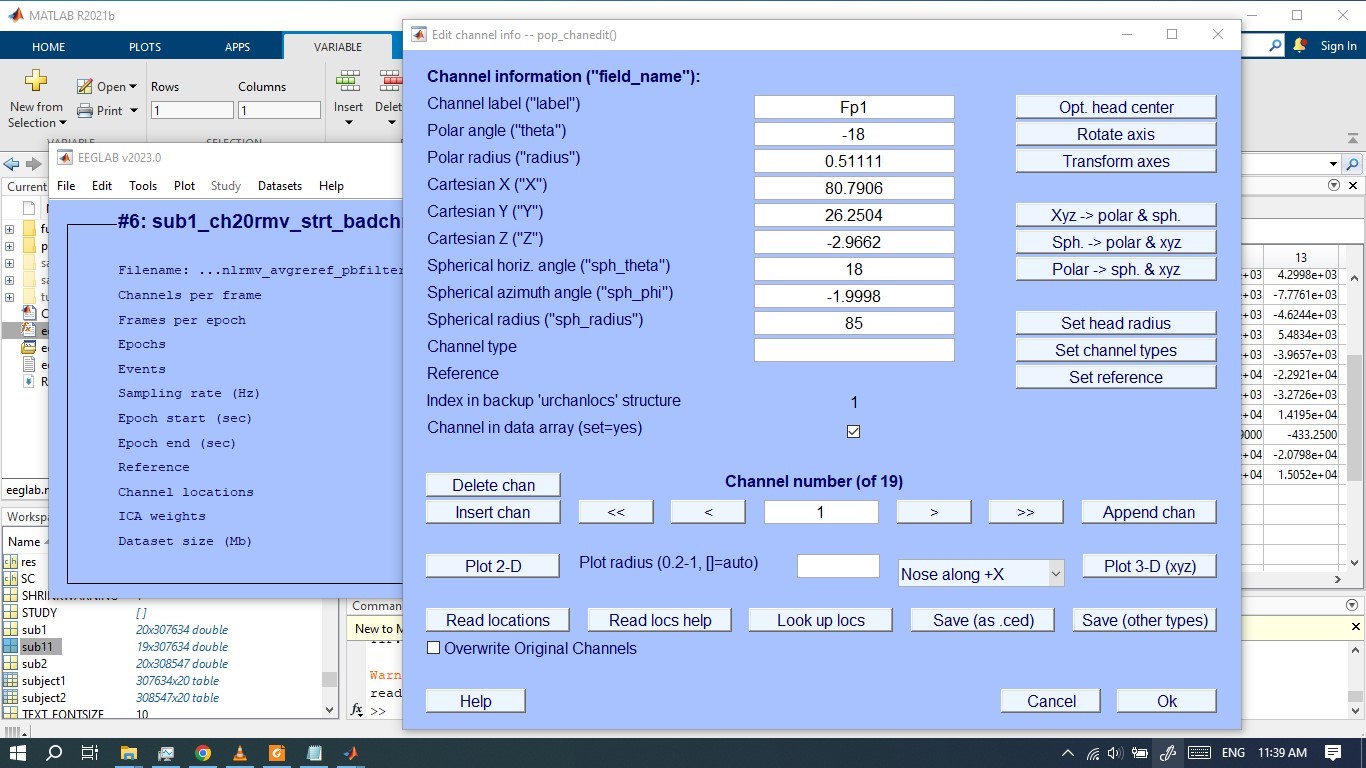 MATLAB R2021b
HOME PLOTS APPS VARIABLE Sign In
New from
Selection
Open
Print
Rows Columns
1 1
Insert
VARIABLE SELECTION
Current
EEGLAB v2023.0
File Edit Tools Plot Study Datasets Help
#6: sub1_ch20rmv_strt_badch
Filename: ...nlrmv_avgreref_pbfilter
Channels per frame
Frames per epoch
Epochs
Events
Sampling rate (Hz)
Epoch start (sec)
Epoch end (sec)
Reference
Channel locations
ICA weights
Dataset size (Mb)
Edit channel info -- pop_chanedit()
Channel information ("field_name"):
Channel label ("label") Fp1 Opt. head center
Polar angle ("theta") -18 Rotate axis
Polar radius ("radius") 0.51111 Transform axes
Cartesian X ("X") 80.7906
Cartesian Y ("Y") 26.2504 Xyz -> polar & sph.
Cartesian Z ("Z") -2.9662 Sph. -> polar & xyz
Spherical horiz. angle ("sph_theta") 18 Polar -> sph. & xyz
Spherical azimuth angle ("sph_phi") -1.9998
Spherical radius ("sph_radius") 85 Set head radius
Channel type Set channel types
Reference Set reference
Index in backup 'urchanlocs' structure 1
Channel in data array (set=yes)
Delete chan Channel number (of 19)
Insert chan << < 1 > >> Append chan
Plot 2-D Plot radius (0.2-1, []=auto) Nose along +X Plot 3-D (xyz)
Read locations Read locs help Look up locs Save (as .ced) Save (other types)
Overwrite Original Channels
Help Cancel Ok
13
+03 4.2998e+03
+03 -7.7761e+03
+03 -4.6244e+03
+03 5.4834e+03
+03 -3.9657e+03
+04 -2.2921e+04
+04 -3.2726e+03
+04 1.4195e+04
9000 -433.2500
+04 -2.0798e+04
+04 1.5052e+04
eeglab.
Name
res
SC
SHRINKWARNING
STUDY []
sub1 20x307634 double
sub11 19x307634 double
sub2 20x308547 double
subject1 307634x20 table
subject2 308547x20 table
TEXT_FONTSIZE 10
Comman
New to M
Warn
read
fx >>
ENG 11:39 AM